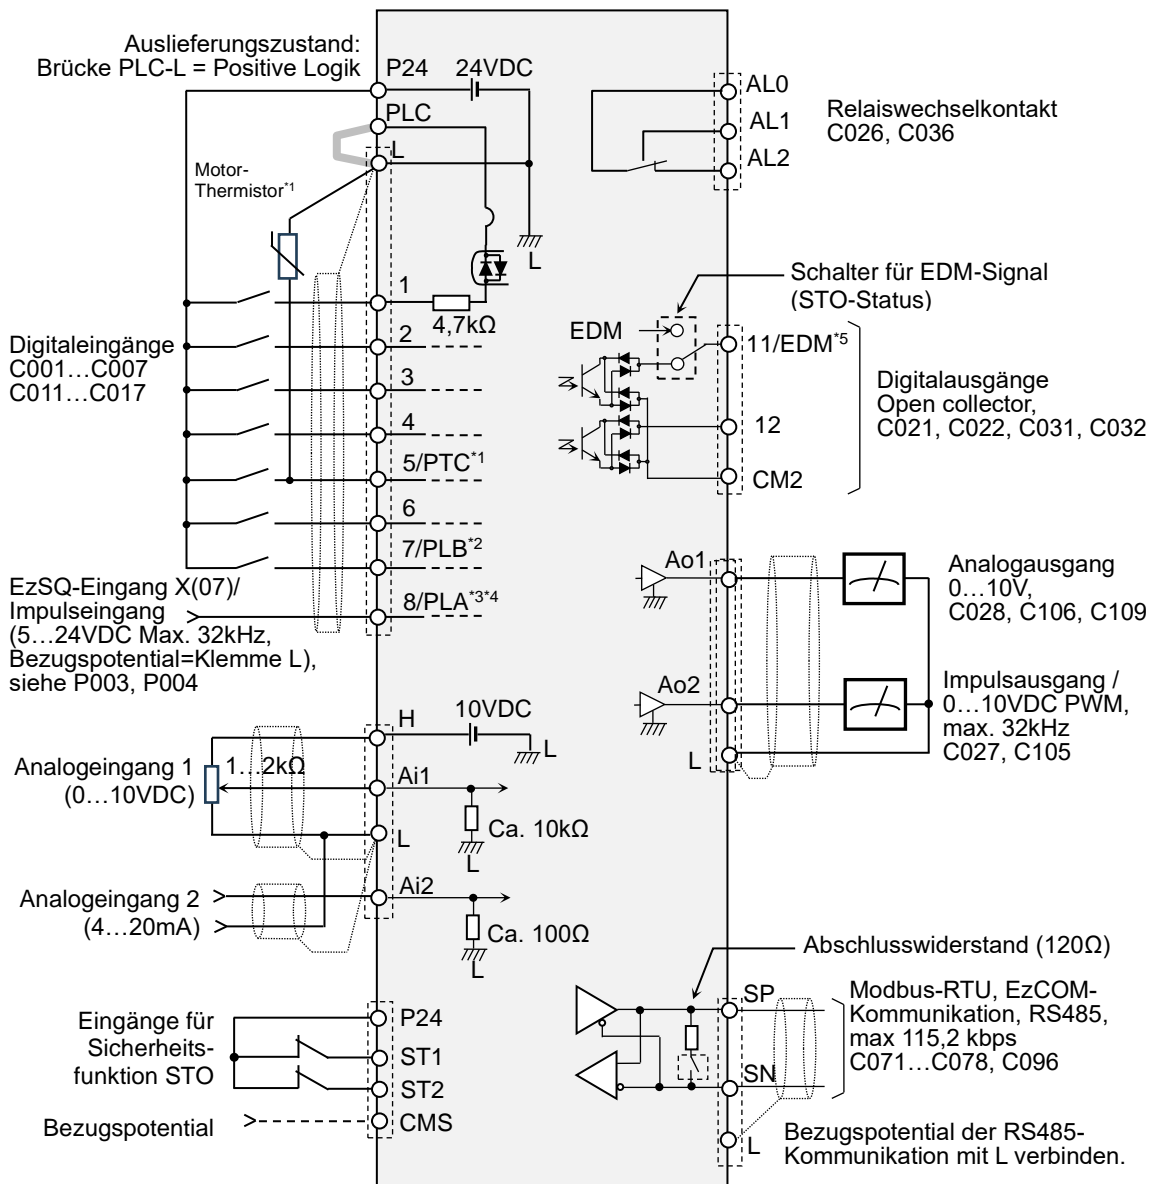 Auslieferungszustand:
Brücke PLC-L = Positive Logik
P24
24VDC
PLC
L
L
Motor-
Thermistor*1
1
4,7kΩ
2
3
4
5/PTC*1
6
7/PLB*2
8/PLA*3*4
Digitaleingänge
C001…C007
C011…C017
EzSQ-Eingang X(07)/
Impulseingang
(5…24VDC Max. 32kHz,
Bezugspotential=Klemme L),
siehe P003, P004
H
10VDC
L
Analogeingang 1
(0…10VDC)
1…2kΩ
Ai1
Ca. 10kΩ
L
L
Analogeingang 2
(4…20mA)
Ai2
Ca. 100Ω
L
Eingänge für
Sicherheits-
funktion STO
P24
ST1
ST2
CMS
Bezugspotential
AL0
AL1
AL2
Relaiswechselkontakt
C026, C036
Schalter für EDM-Signal
(STO-Status)
EDM
11/EDM*5
12
CM2
Digitalausgänge
Open collector,
C021, C022, C031, C032
Ao1
Analogausgang
0…10V,
C028, C106, C109
Ao2
L
Impulsausgang /
0…10VDC PWM,
max. 32kHz
C027, C105
Abschlusswiderstand (120Ω)
SP
SN
L
Modbus-RTU, EzCOM-
Kommunikation, RS485,
max 115,2 kbps
C071…C078, C096
Bezugspotential der RS485-
Kommunikation mit L verbinden.